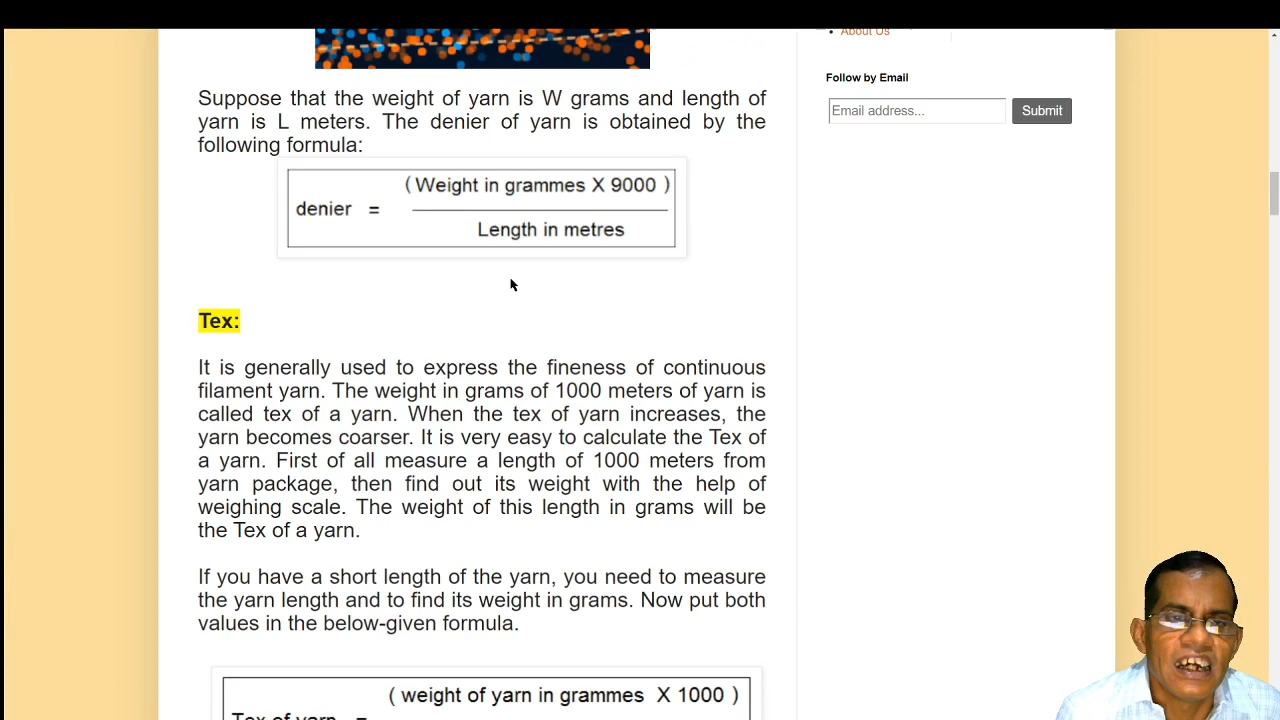 About Us
Follow by Email
Email address...
Submit
Suppose that the weight of yarn is W grams and length of
yarn is L meters. The denier of yarn is obtained by the
following formula:
( Weight in grammes X 9000 )
denier =
Length in metres
Tex:
It is generally used to express the fineness of continuous
filament yarn. The weight in grams of 1000 meters of yarn is
called tex of a yarn. When the tex of yarn increases, the
yarn becomes coarser. It is very easy to calculate the Tex of
a yarn. First of all measure a length of 1000 meters from
yarn package, then find out its weight with the help of
weighing scale. The weight of this length in grams will be
the Tex of a yarn.
If you have a short length of the yarn, you need to measure
the yarn length and to find its weight in grams. Now put both
values in the below-given formula.
( weight of yarn in grammes X 1000 )
Tex of yarn =